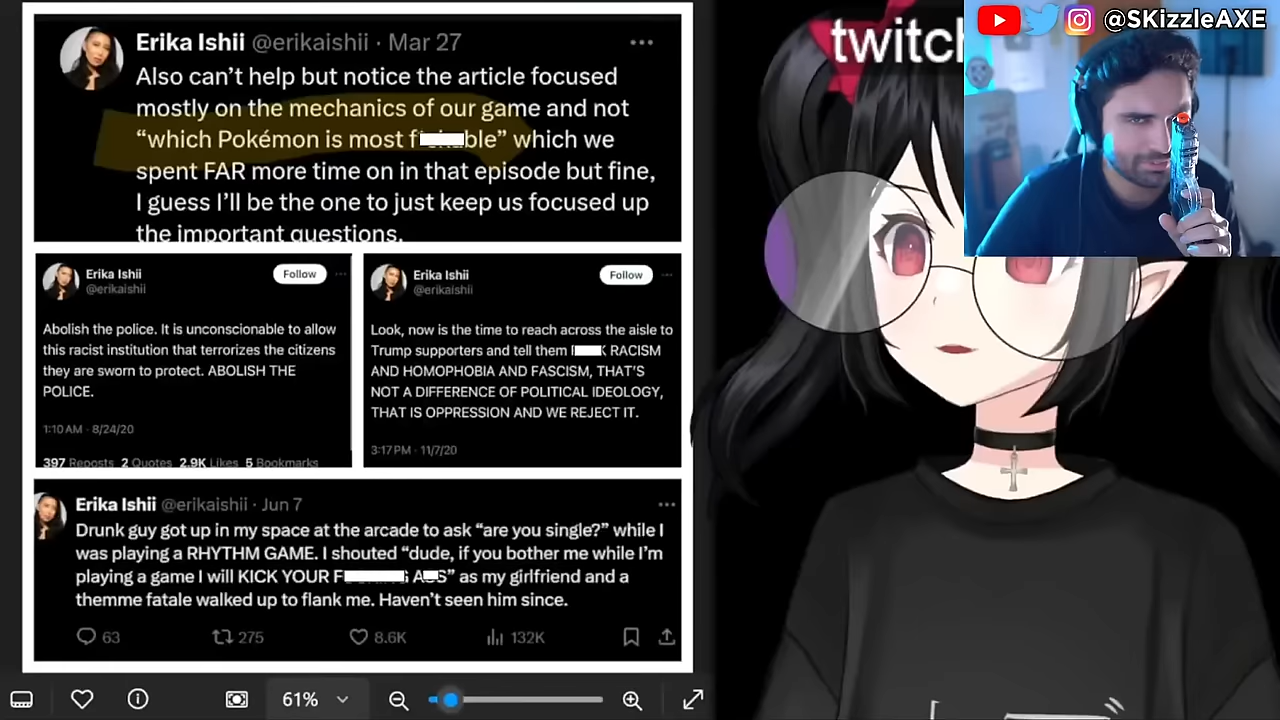 Erika Ishii @erikaishii · Mar 27
Also can't help but notice the article focused
mostly on the mechanics of our game and not
"which Pokémon is most f ble" which we
spent FAR more time on in that episode but fine,
I guess I'll be the one to just keep us focused up
the important questions.
Erika Ishii
@erikaishii
Follow
Abolish the police. It is unconscionable to allow
this racist institution that terrorizes the citizens
they are sworn to protect. ABOLISH THE
POLICE.
1:10 AM · 8/24/20
397 Reposts 2 Quotes 2.9K Likes 5 Bookmarks
Erika Ishii
@erikaishii
Follow
Look, now is the time to reach across the aisle to
Trump supporters and tell them K RACISM
AND HOMOPHOBIA AND FASCISM, THAT'S
NOT A DIFFERENCE OF POLITICAL IDEOLOGY,
THAT IS OPPRESSION AND WE REJECT IT.
3:17 PM · 11/7/20
Erika Ishii @erikaishii · Jun 7
Drunk guy got up in my space at the arcade to ask "are you single?" while I
was playing a RHYTHM GAME. I shouted "dude, if you bother me while I'm
playing a game I will KICK YOUR F G A S" as my girlfriend and a
themme fatale walked up to flank me. Haven't seen him since.
63 275 8.6K 132K
61%
twitch
@SKizzleAXE